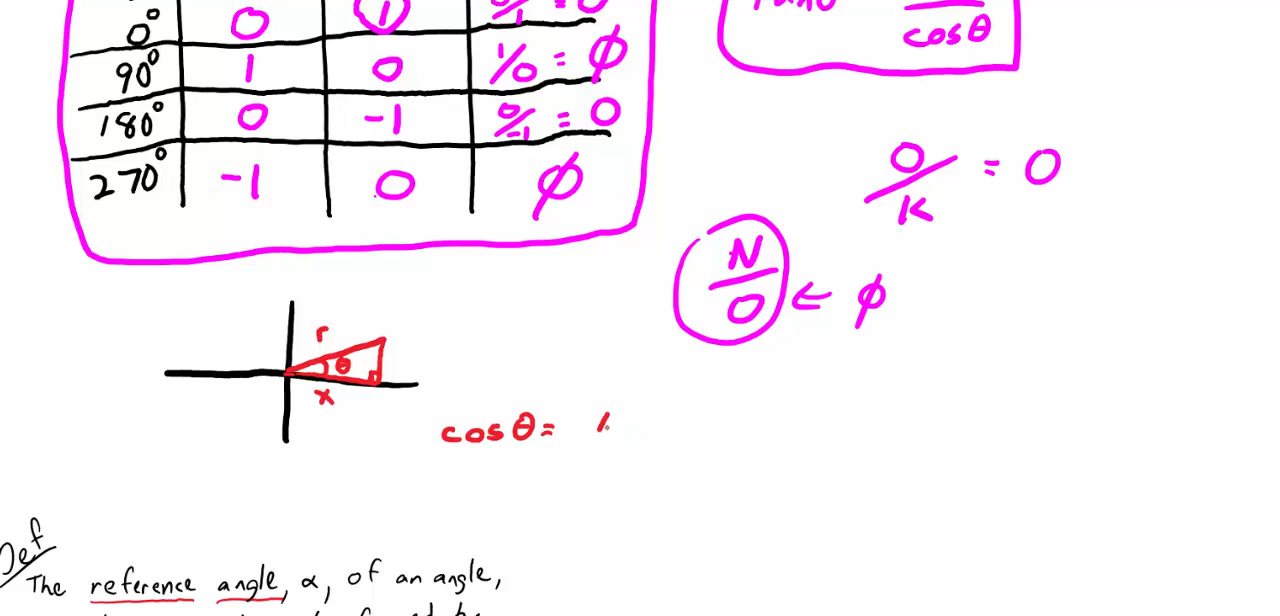 0° 0 1 0/1 = 0
90° 1 0 1/0 = ϕ
180° 0 -1 0/-1 = 0
270° -1 0 ϕ
cosθ
0/K = 0
N/0 ← ϕ
r
θ
x
cosθ =
Def
The reference angle, α, of an angle,